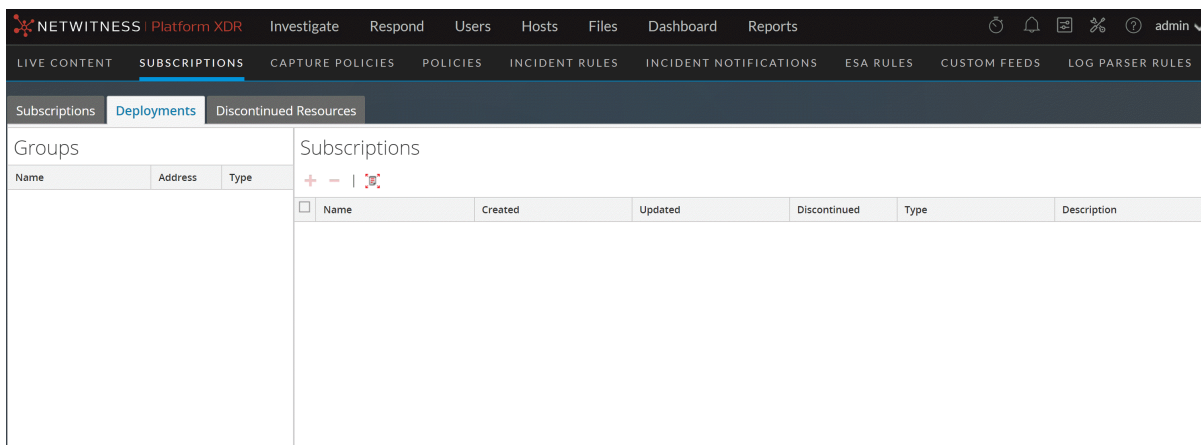 NETWITNESS | Platform XDR Investigate Respond Users Hosts Files Dashboard Reports admin
LIVE CONTENT SUBSCRIPTIONS CAPTURE POLICIES POLICIES INCIDENT RULES INCIDENT NOTIFICATIONS ESA RULES CUSTOM FEEDS LOG PARSER RULES
Subscriptions Deployments Discontinued Resources
Groups
Name Address Type
Subscriptions
Name Created Updated Discontinued Type Description